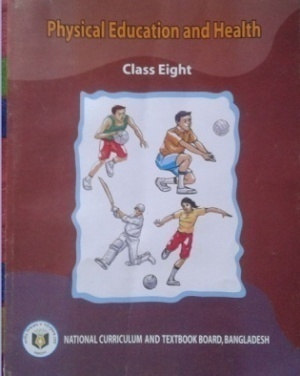 Physical Education and Health
Class Eight
NATIONAL CURRICULUM AND TEXTBOOK BOARD, BANGLADESH